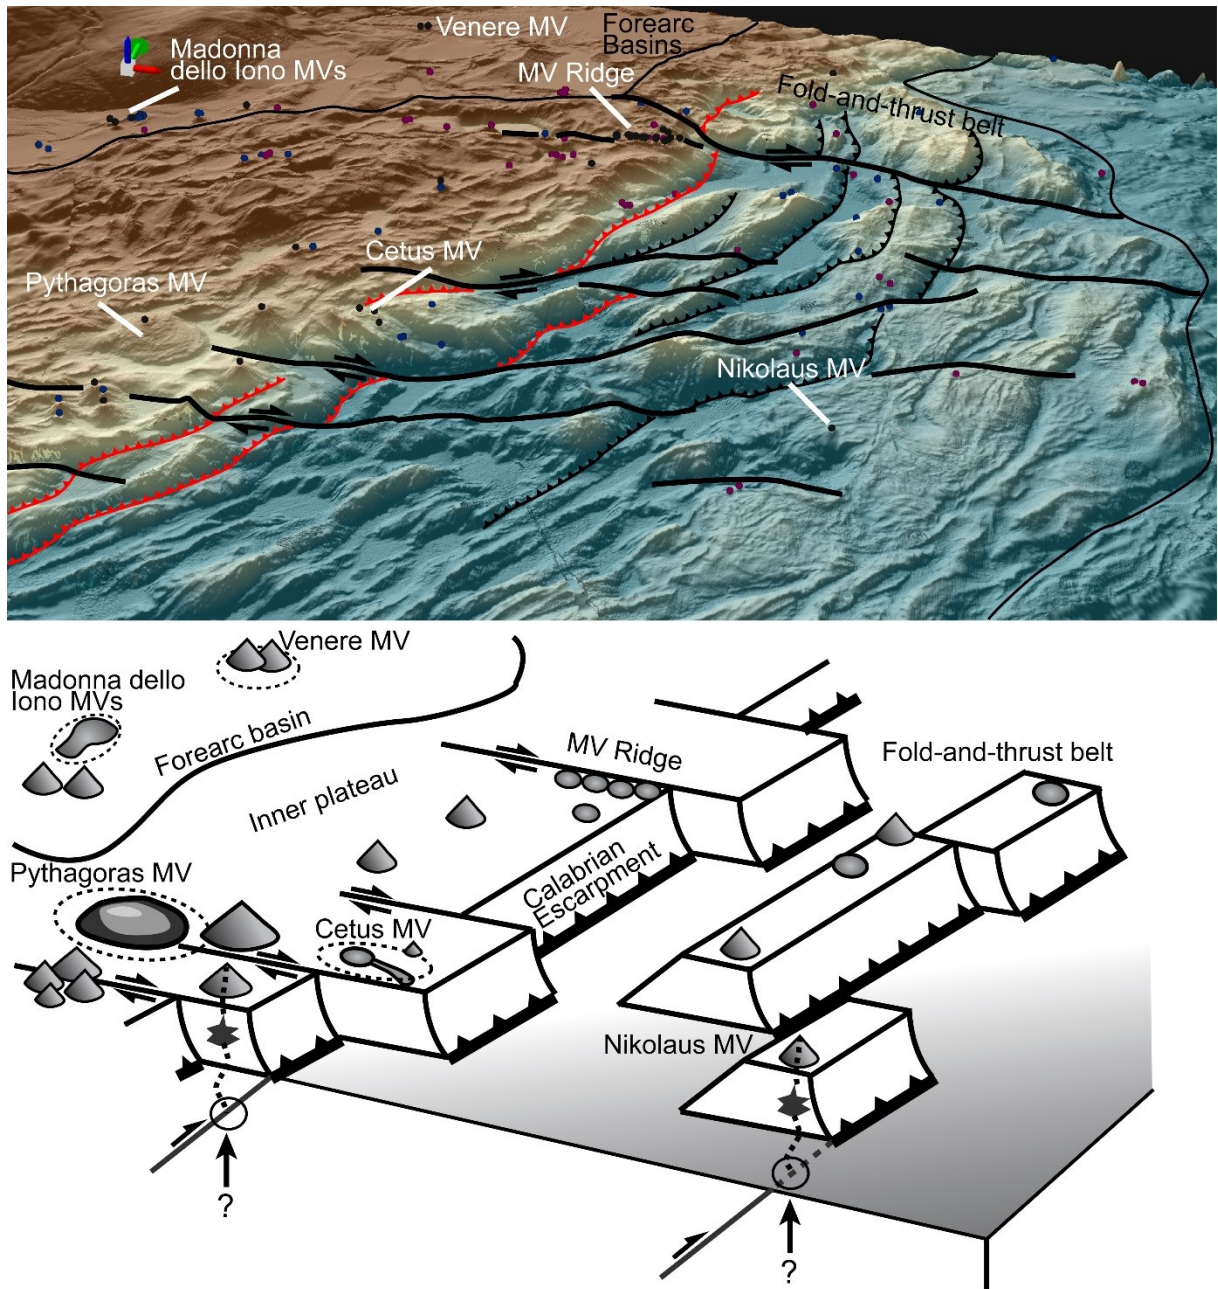 Venere MV
Forearc
Basins
Madonna
dello Iono MVs
MV Ridge
Fold-and-thrust belt
Cetus MV
Pythagoras MV
Nikolaus MV
Venere MV
Madonna dello
Iono MVs
Forearc basin
MV Ridge
Fold-and-thrust belt
Inner plateau
Calabrian
Escarpment
Pythagoras MV
Cetus MV
Nikolaus MV
?
?